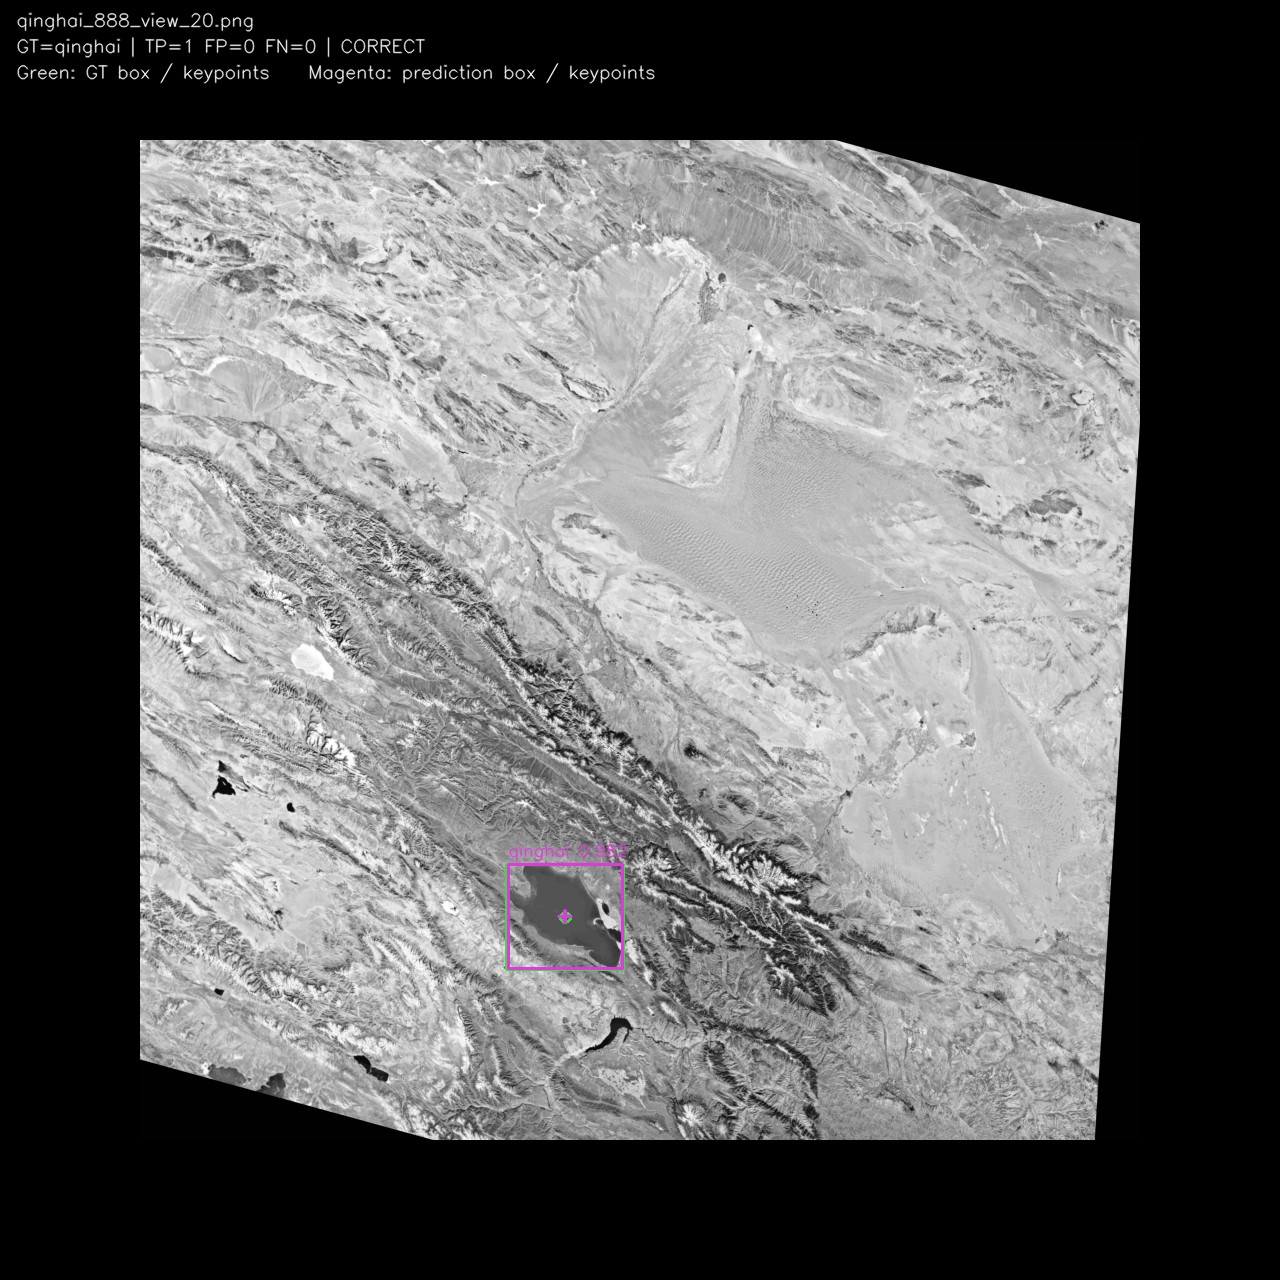 qinghai_888_view_20.png
GT=qinghai | TP=1 FP=0 FN=0 | CORRECT
Green: GT box / keypoints    Magenta: prediction box / keypoints
qinghai